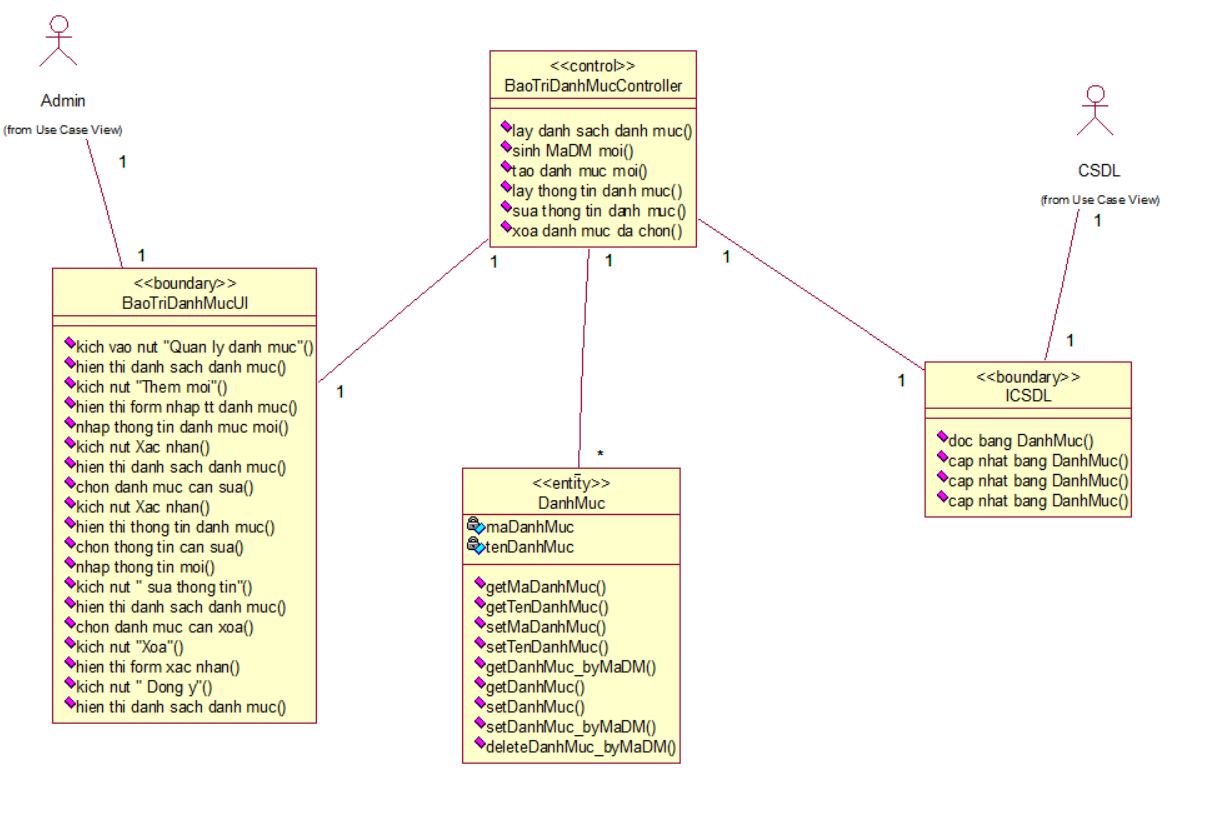 Admin
(from Use Case View)
1
1
<<boundary>>
BaoTriDanhMucUI
kich vao nut "Quan ly danh muc"()
hien thi danh sach danh muc()
kich nut "Them moi"()
hien thi form nhap tt danh muc()
nhap thong tin danh muc moi()
kich nut Xac nhan()
hien thi danh sach danh muc()
chon danh muc can sua()
kich nut Xac nhan()
hien thi thong tin danh muc()
chon thong tin can sua()
nhap thong tin moi()
kich nut " sua thong tin"()
hien thi danh sach danh muc()
chon danh muc can xoa()
kich nut "Xoa"()
hien thi form xac nhan()
kich nut " Dong y"()
hien thi danh sach danh muc()
<<control>>
BaoTriDanhMucController
lay danh sach danh muc()
sinh MaDM moi()
tao danh muc moi()
lay thong tin danh muc()
sua thong tin danh muc()
xoa danh muc da chon()
1
1
1
1
*
<<entity>>
DanhMuc
maDanhMuc
tenDanhMuc
getMaDanhMuc()
getTenDanhMuc()
setMaDanhMuc()
setTenDanhMuc()
getDanhMuc_byMaDM()
getDanhMuc()
setDanhMuc()
setDanhMuc_byMaDM()
deleteDanhMuc_byMaDM()
CSDL
(from Use Case View)
1
1
1
<<boundary>>
ICSDL
doc bang DanhMuc()
cap nhat bang DanhMuc()
cap nhat bang DanhMuc()
cap nhat bang DanhMuc()